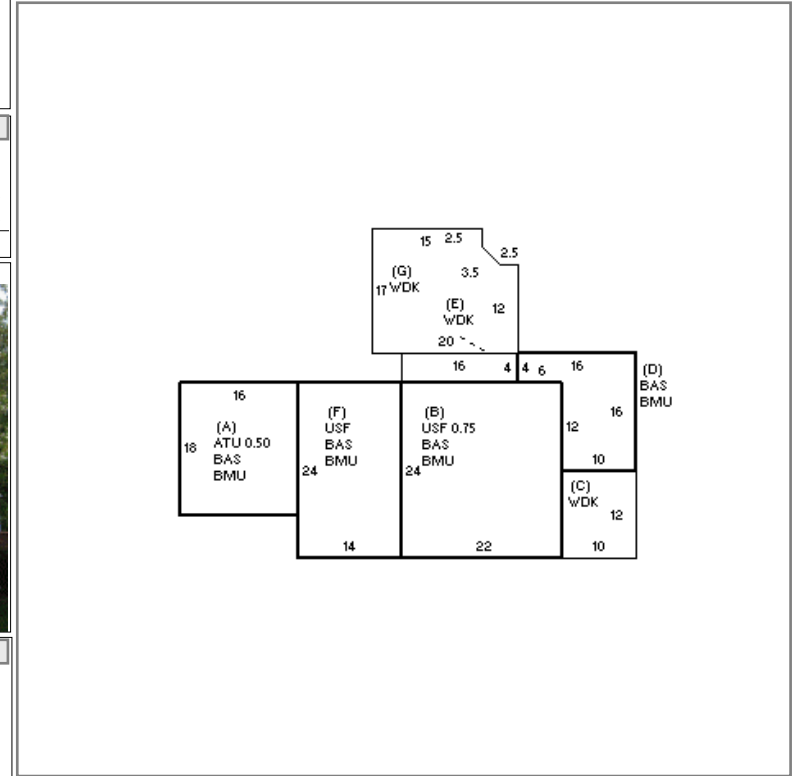 15 2.5
2.5
(G)
WDK
17
3.5
(E)
WDK
12
20
16
4
4
6
16
(D)
BAS
BMU
16
12
10
16
(A)
ATU 0.50
BAS
BMU
18
(F)
USF
BAS
BMU
24
14
(B)
USF 0.75
BAS
BMU
24
22
(C)
WDK
12
10